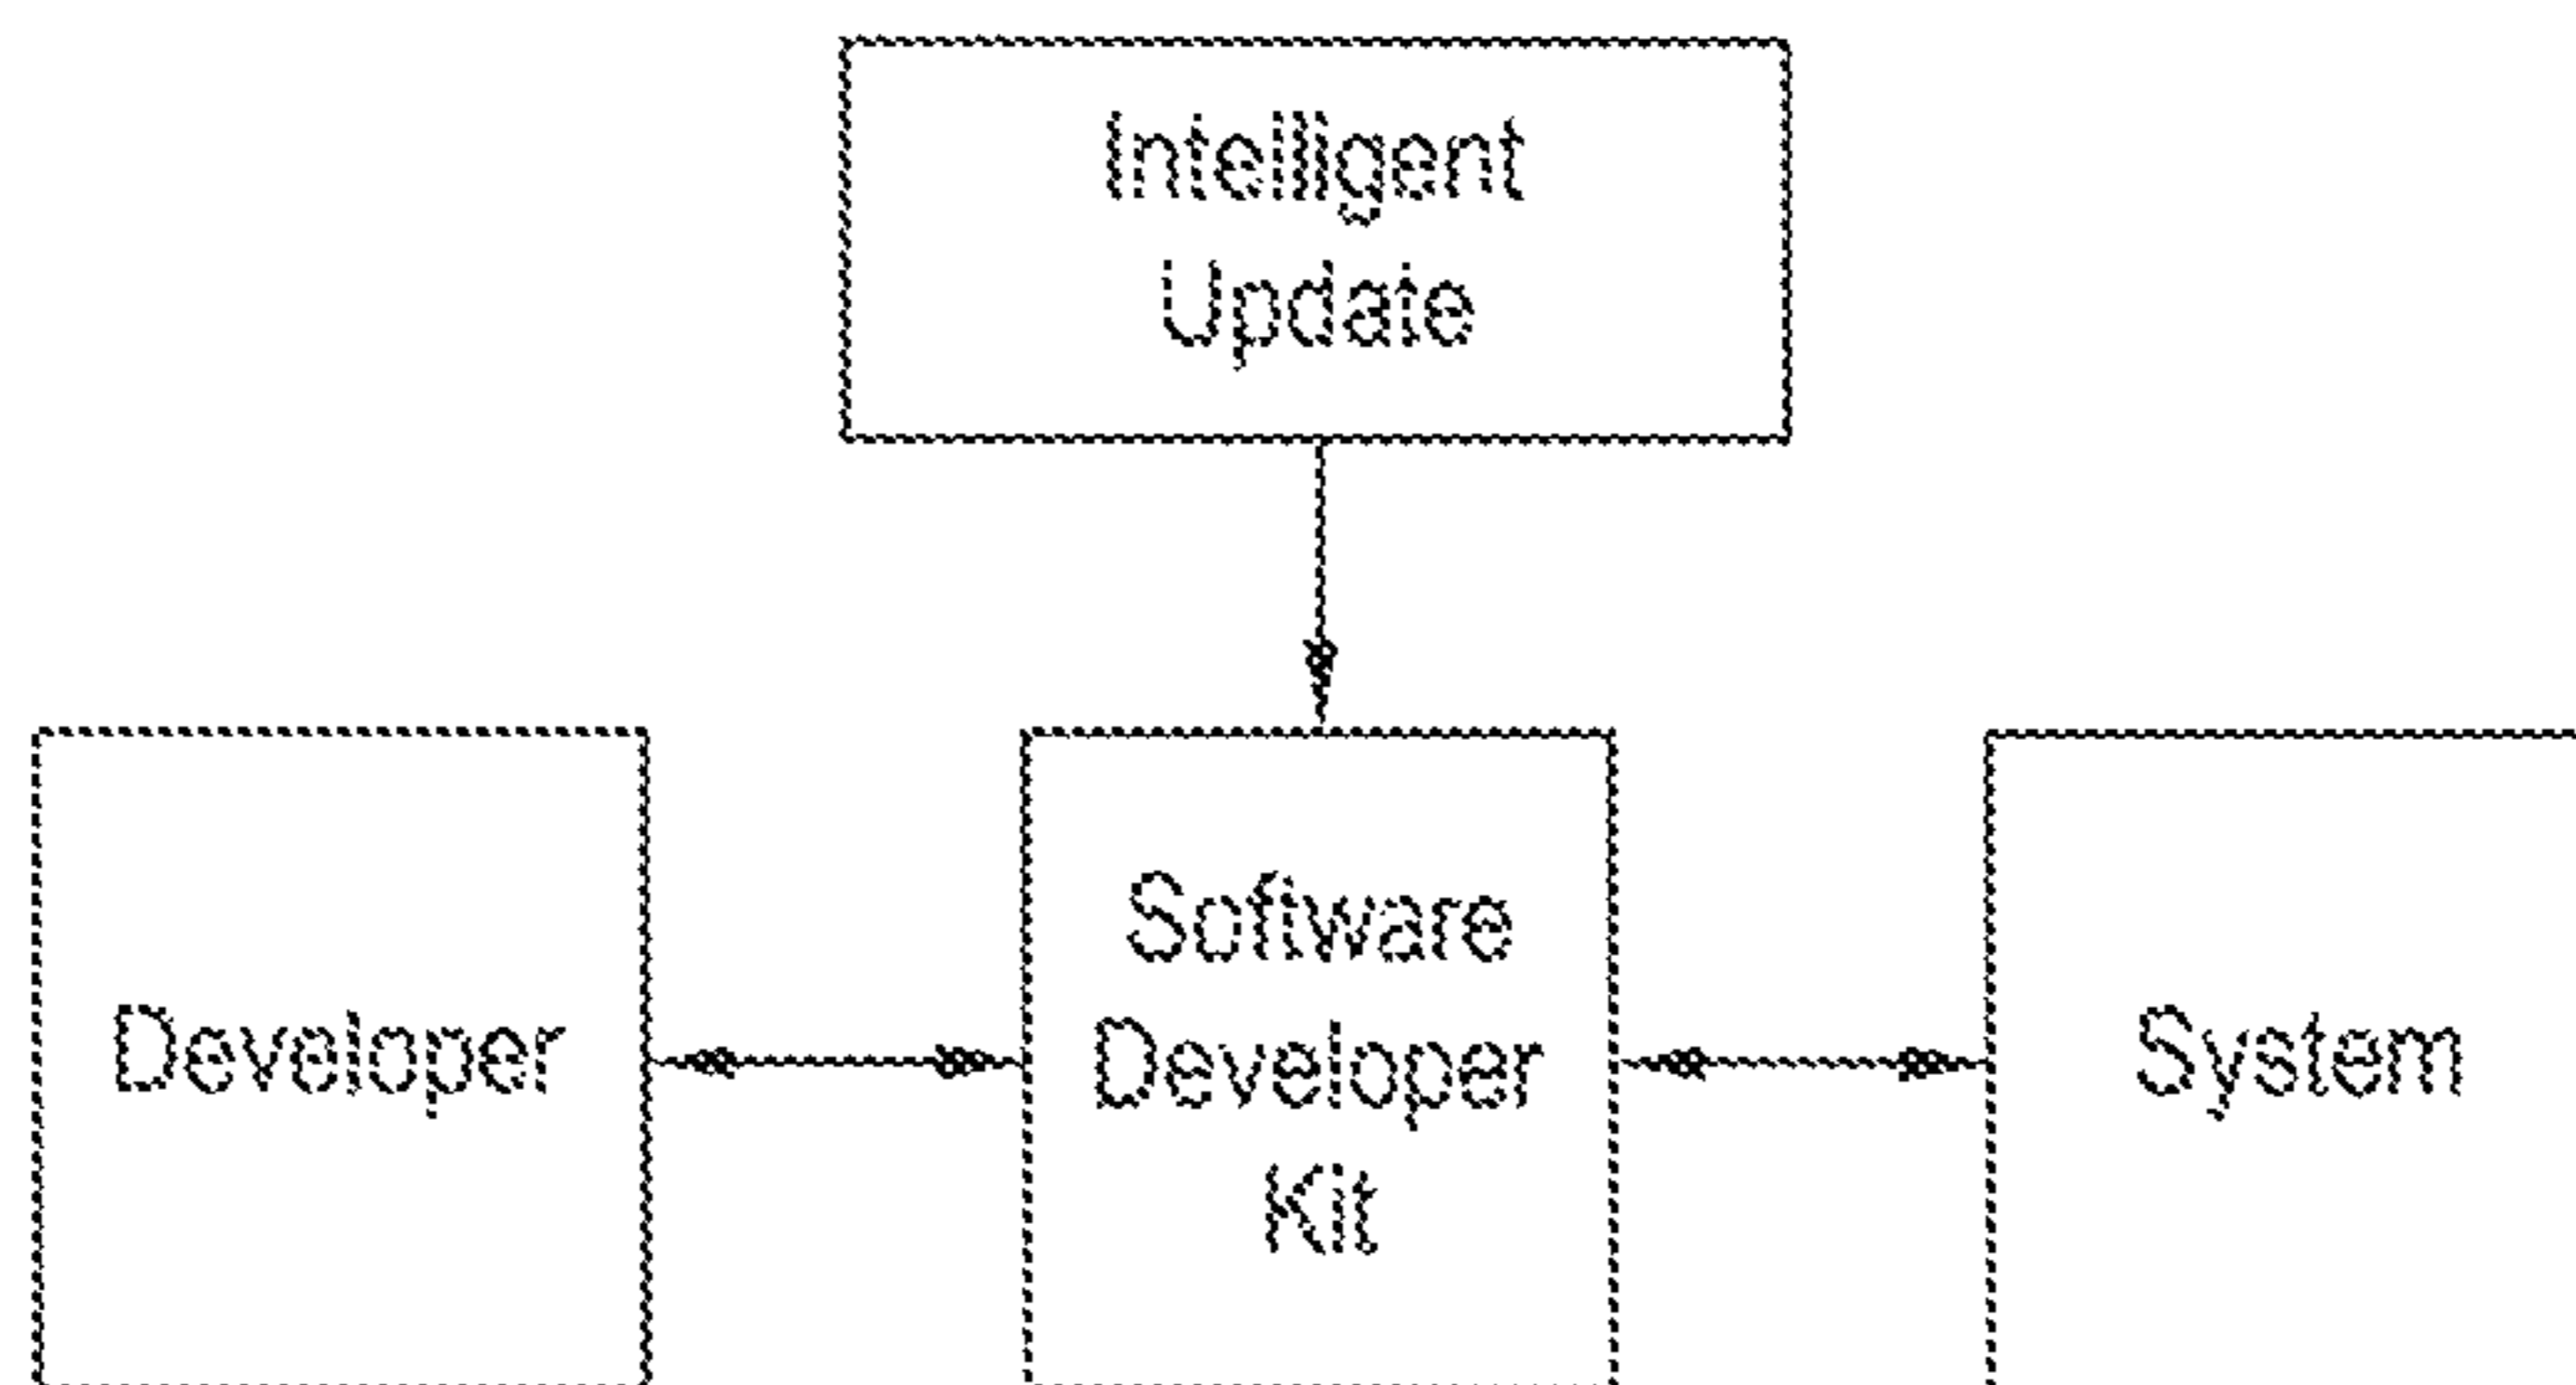 Intelligent
Update
Software
Developer
Kit
Developer
System